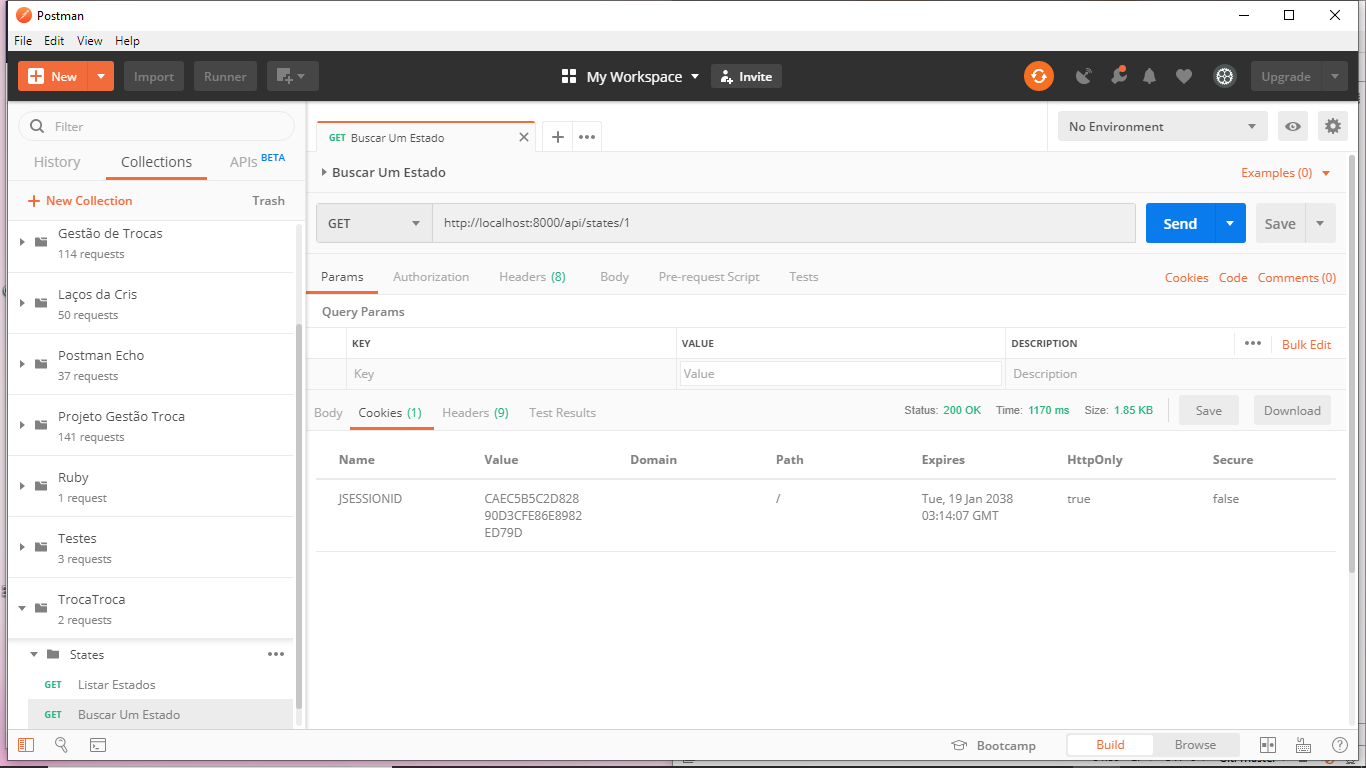 Postman
File Edit View Help
New Import Runner My Workspace Invite Upgrade
Filter
History Collections APIs BETA
New Collection Trash
Gestão de Trocas
114 requests
Laços da Cris
50 requests
Postman Echo
37 requests
Projeto Gestão Troca
141 requests
Ruby
1 request
Testes
3 requests
TrocaTroca
2 requests
States
GET Listar Estados
GET Buscar Um Estado
GET Buscar Um Estado
No Environment
Buscar Um Estado Examples (0)
GET http://localhost:8000/api/states/1 Send Save
Params Authorization Headers (8) Body Pre-request Script Tests Cookies Code Comments (0)
Query Params
KEY VALUE DESCRIPTION Bulk Edit
Key Value Description
Body Cookies (1) Headers (9) Test Results Status: 200 OK Time: 1170 ms Size: 1.85 KB Save Download
Name Value Domain Path Expires HttpOnly Secure
JSESSIONID CAEC5B5C2D828 / Tue, 19 Jan 2038 true false
90D3CFE86E8982 03:14:07 GMT
ED79D
Bootcamp Build Browse